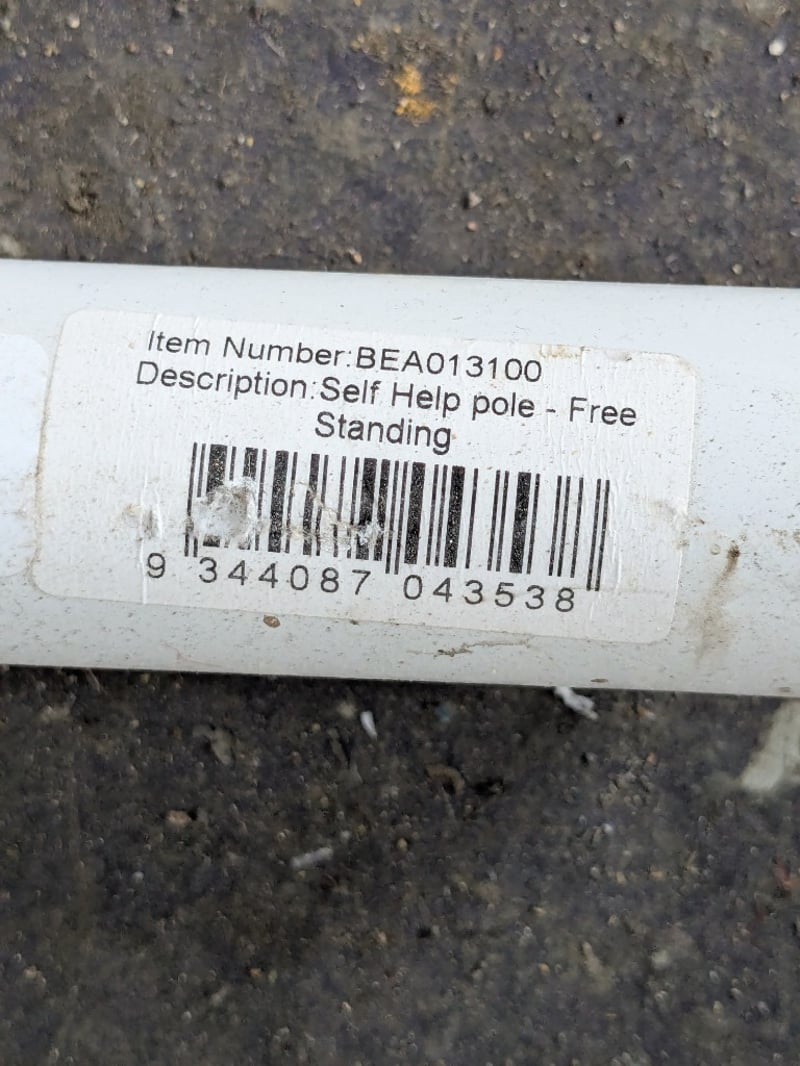 Item Number:BEA013100
Description:Self Help pole - Free
Standing
9 344087 043538